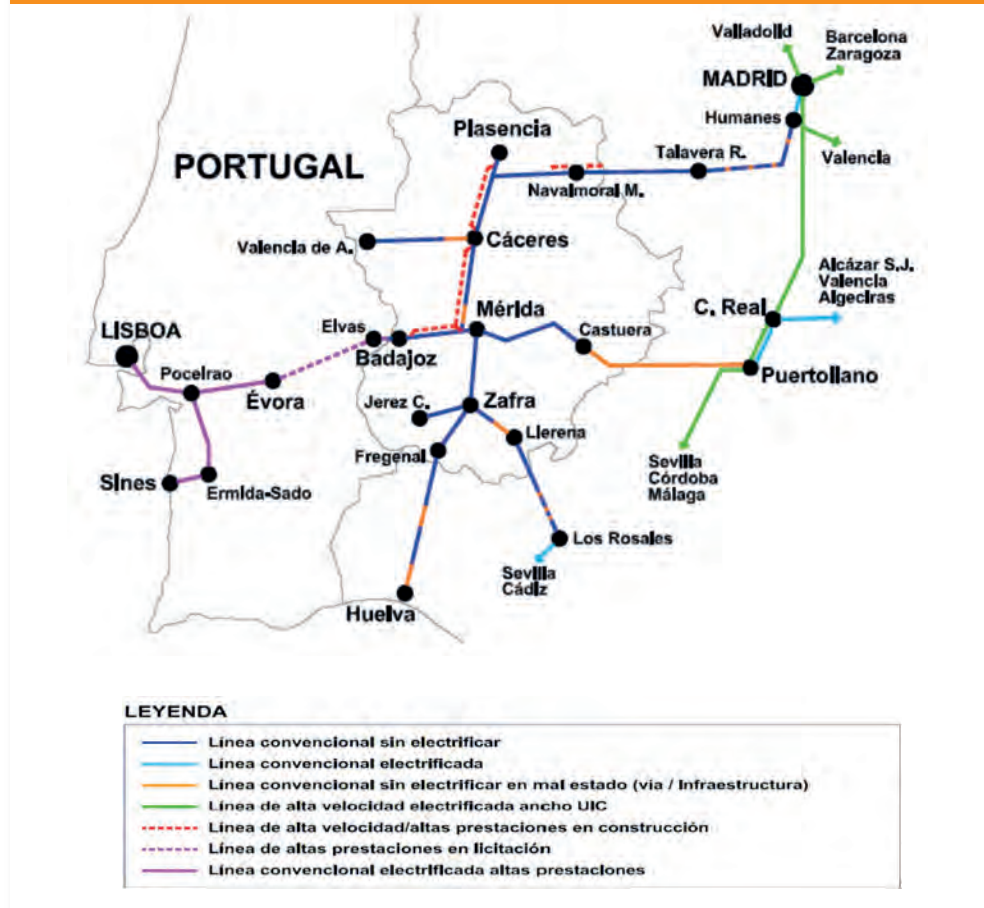 Valladolid
Barcelona
Zaragoza
MADRID
Humanes
Plasencia
Talavera R.
Valencia
PORTUGAL
Navalmoral M.
Valencia de A.
Cáceres
Alcázar S.J.
Valencia
Algeciras
C. Real
Mérida
Elvas
Castuera
LISBOA
Badajoz
Puertollano
Poceirao
Évora
Jerez C.
Zafra
Llerena
Fregenal
Sevilla
Córdoba
Málaga
Sines
Ermida-Sado
Los Rosales
Sevilla
Cádiz
Huelva
LEYENDA
Línea convencional sin electrificar
Línea convencional electrificada
Línea convencional sin electrificar en mal estado (vía / Infraestructura)
Línea de alta velocidad electrificada ancho UIC
Línea de alta velocidad/altas prestaciones en construcción
Línea de altas prestaciones en licitación
Línea convencional electrificada altas prestaciones